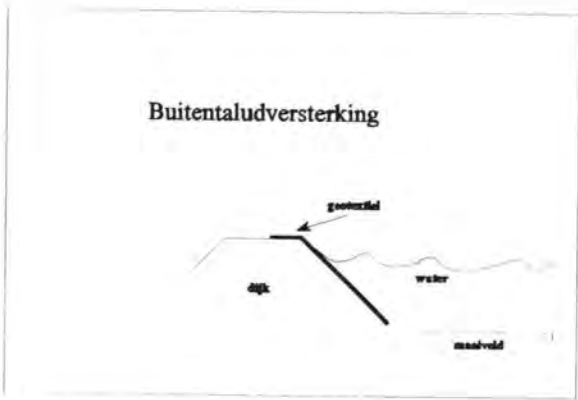 Buitentaludversterking
geotextiel
dijk
water
maaiveld